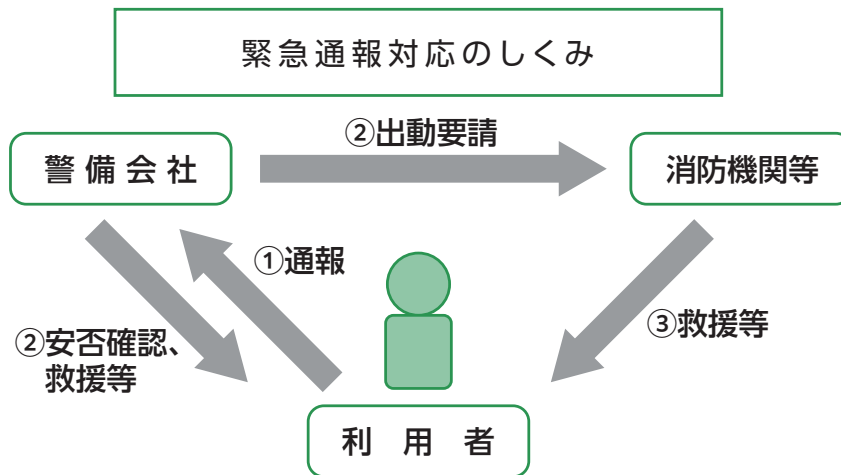 緊急通報対応のしくみ
②出動要請
警備会社
消防機関等
①通報
③救援等
②安否確認、
救援等
利用者